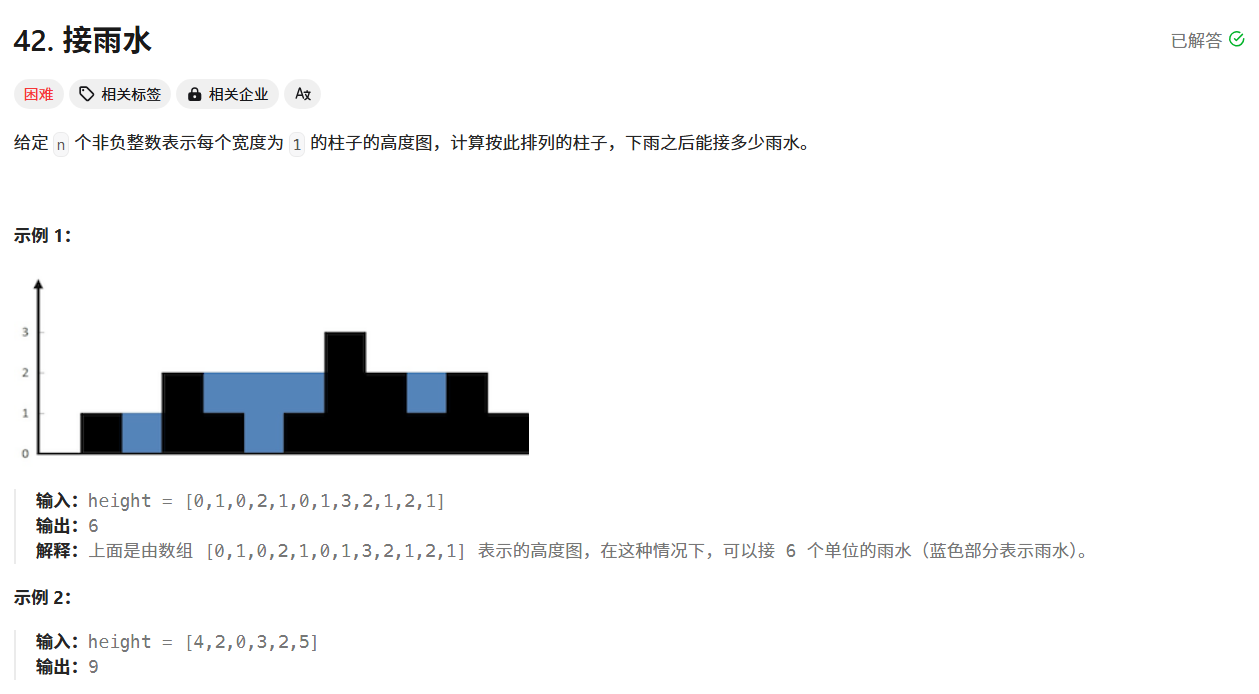 42. 接雨水
已解答
困难 相关标签 相关企业 A文
给定 n 个非负整数表示每个宽度为 1 的柱子的高度图，计算按此排列的柱子，下雨之后能接多少雨水。
示例 1：
3
2
1
0
输入：height = [0,1,0,2,1,0,1,3,2,1,2,1]
输出：6
解释：上面是由数组 [0,1,0,2,1,0,1,3,2,1,2,1] 表示的高度图，在这种情况下，可以接 6 个单位的雨水（蓝色部分表示雨水）。
示例 2：
输入：height = [4,2,0,3,2,5]
输出：9